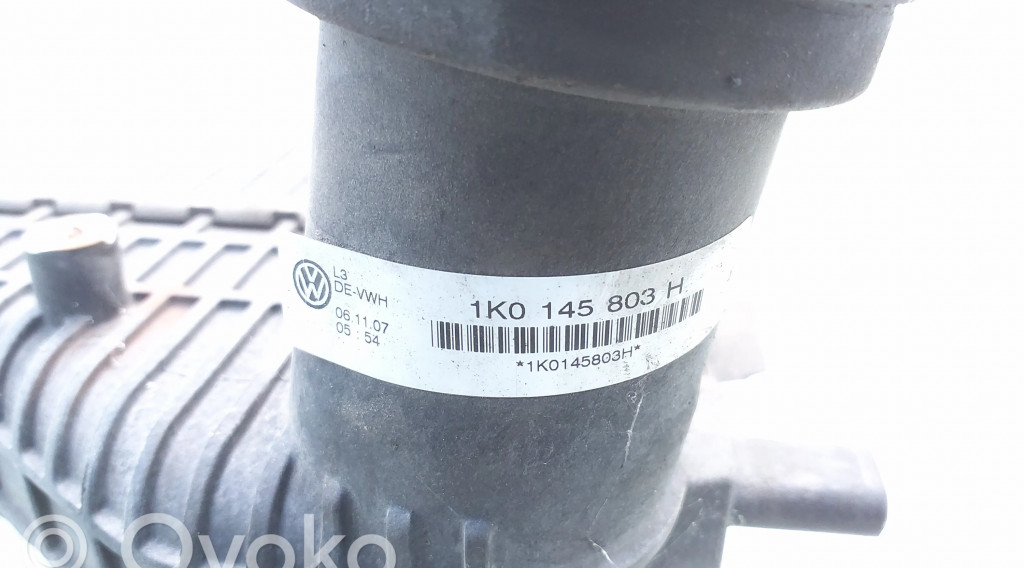 L3
DE-VWH
06.11.07
05 : 54
1K0 145 803 H
*1K0145803H*
Ovoko